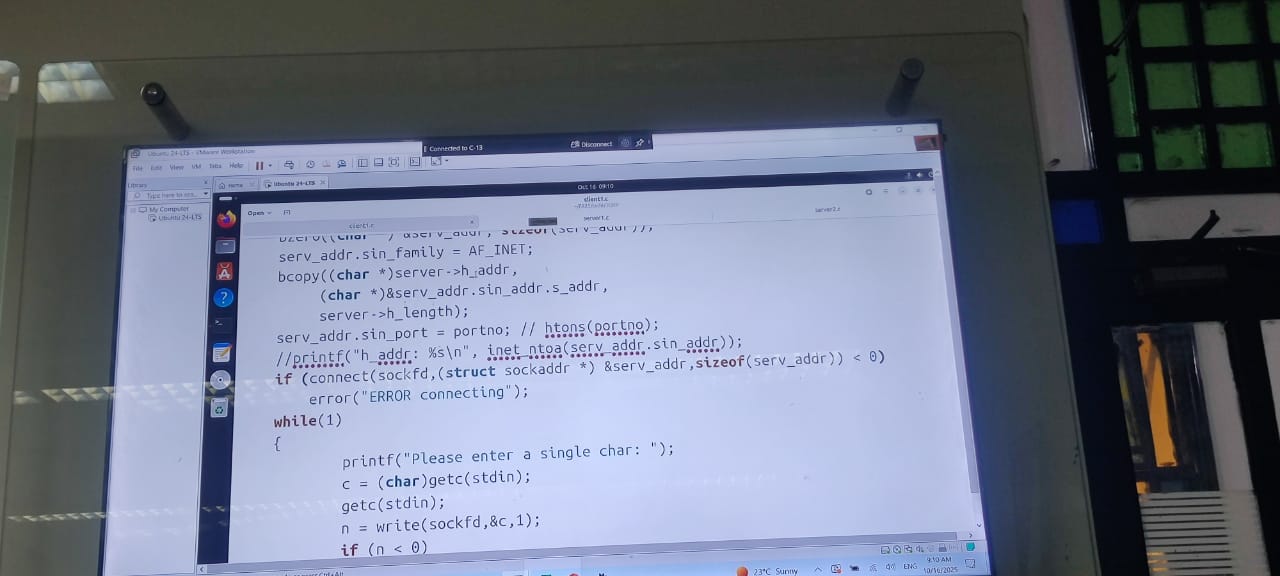 Ubuntu 24-LTS - VMware Workstation
Connected to C-13
Disconnect
File Edit View VM Tabs Help
Library
Home
Ubuntu 24-LTS
Type here to
My Computer
Ubuntu 24-LTS
Oct 16 09:10
Open
client1.c
client1.c
server1.c
server2.c
bzero((char *) &serv_addr, sizeof(serv_addr));
serv_addr.sin_family = AF_INET;
bcopy((char *)server->h_addr,
(char *)&serv_addr.sin_addr.s_addr,
server->h_length);
serv_addr.sin_port = portno; // htons(portno);
//printf("h_addr: %s\n", inet_ntoa(serv_addr.sin_addr));
if (connect(sockfd,(struct sockaddr *) &serv_addr,sizeof(serv_addr)) < 0)
error("ERROR connecting");
while(1)
{
printf("Please enter a single char: ");
c = (char)getc(stdin);
getc(stdin);
n = write(sockfd,&c,1);
if (n < 0)
23°C Sunny
ENG
9:10 AM
10/16/2025